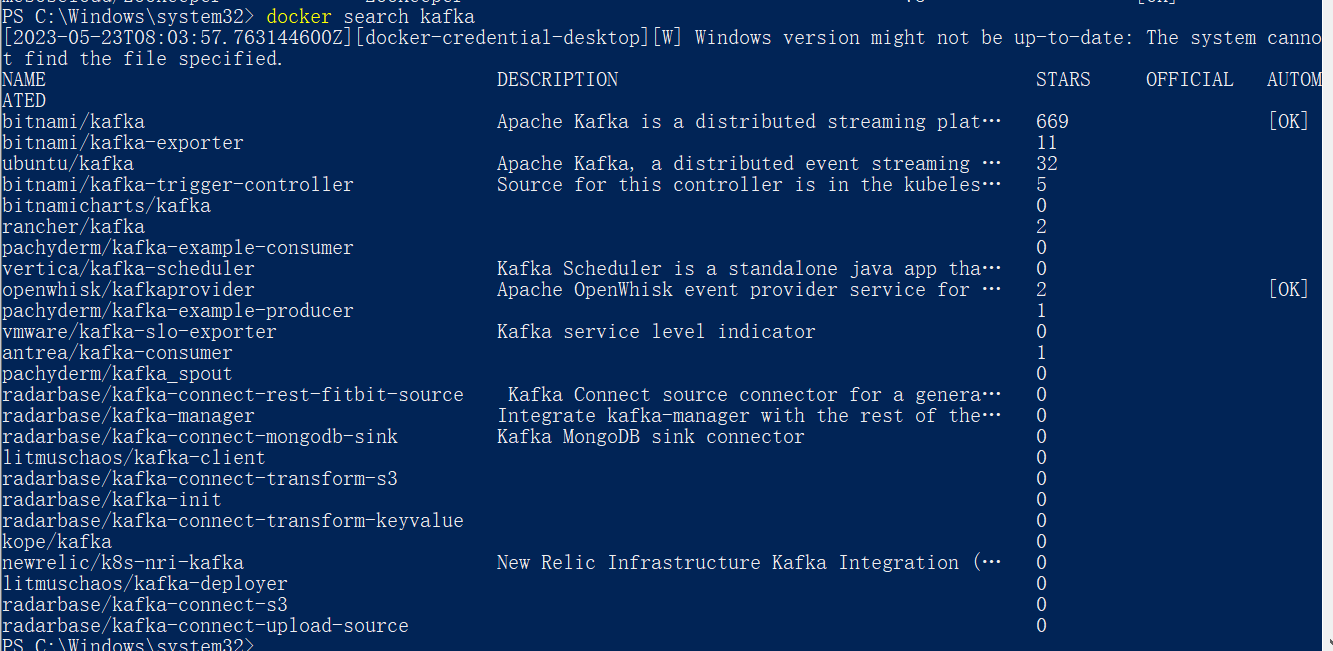 PS C:\Windows\system32> docker search kafka
[2023-05-23T08:03:57.763144600Z][docker-credential-desktop][W] Windows version might not be up-to-date: The system canno
t find the file specified.
NAME DESCRIPTION STARS OFFICIAL AUTOM
ATED
bitnami/kafka Apache Kafka is a distributed streaming plat… 669 [OK]
bitnami/kafka-exporter 11
ubuntu/kafka Apache Kafka, a distributed event streaming … 32
bitnami/kafka-trigger-controller Source for this controller is in the kubeles… 5
bitnamicharts/kafka 0
rancher/kafka 2
pachyderm/kafka-example-consumer 0
vertica/kafka-scheduler Kafka Scheduler is a standalone java app tha… 0
openwhisk/kafkaprovider Apache OpenWhisk event provider service for … 2 [OK]
pachyderm/kafka-example-producer 1
vmware/kafka-slo-exporter Kafka service level indicator 0
antrea/kafka-consumer 1
pachyderm/kafka_spout 0
radarbase/kafka-connect-rest-fitbit-source Kafka Connect source connector for a genera… 0
radarbase/kafka-manager Integrate kafka-manager with the rest of the… 0
radarbase/kafka-connect-mongodb-sink Kafka MongoDB sink connector 0
litmuschaos/kafka-client 0
radarbase/kafka-connect-transform-s3 0
radarbase/kafka-init 0
radarbase/kafka-connect-transform-keyvalue 0
kope/kafka 0
newrelic/k8s-nri-kafka New Relic Infrastructure Kafka Integration (… 0
litmuschaos/kafka-deployer 0
radarbase/kafka-connect-s3 0
radarbase/kafka-connect-upload-source 0
PS C:\Windows\system32>